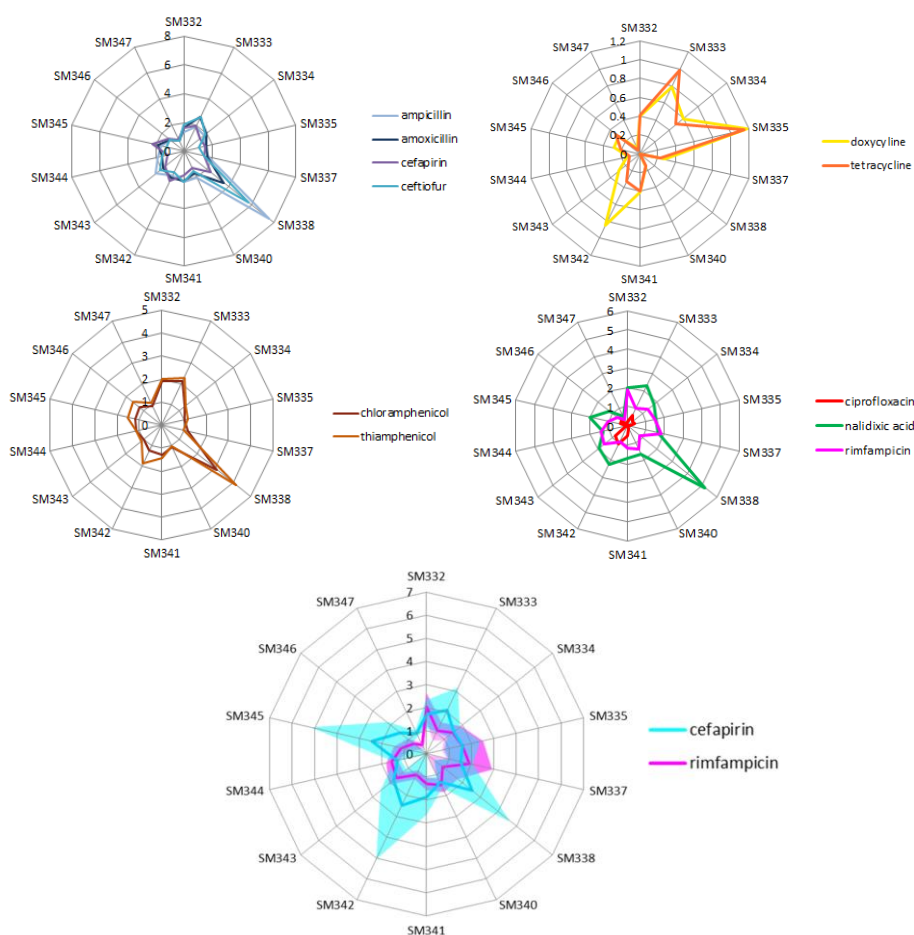 SM332
SM333
SM334
SM335
SM337
SM338
SM340
SM341
SM342
SM343
SM344
SM345
SM346
SM347
8
6
4
2
0
ampicillin
amoxicillin
cefapirin
ceftiofur
SM332
SM333
SM334
SM335
SM337
SM338
SM340
SM341
SM342
SM343
SM344
SM345
SM346
SM347
1.2
1
0.8
0.6
0.4
0.2
0
doxycyline
tetracycline
SM332
SM333
SM334
SM335
SM337
SM338
SM340
SM341
SM342
SM343
SM344
SM345
SM346
SM347
5
4
3
2
1
0
chloramphenicol
thiamphenicol
SM332
SM333
SM334
SM335
SM337
SM338
SM340
SM341
SM342
SM343
SM344
SM345
SM346
SM347
6
5
4
3
2
1
0
ciprofloxacin
nalidixic acid
rimfampicin
SM332
SM333
SM334
SM335
SM337
SM338
SM340
SM341
SM342
SM343
SM344
SM345
SM346
SM347
7
6
5
4
3
2
1
0
cefapirin
rimfampicin